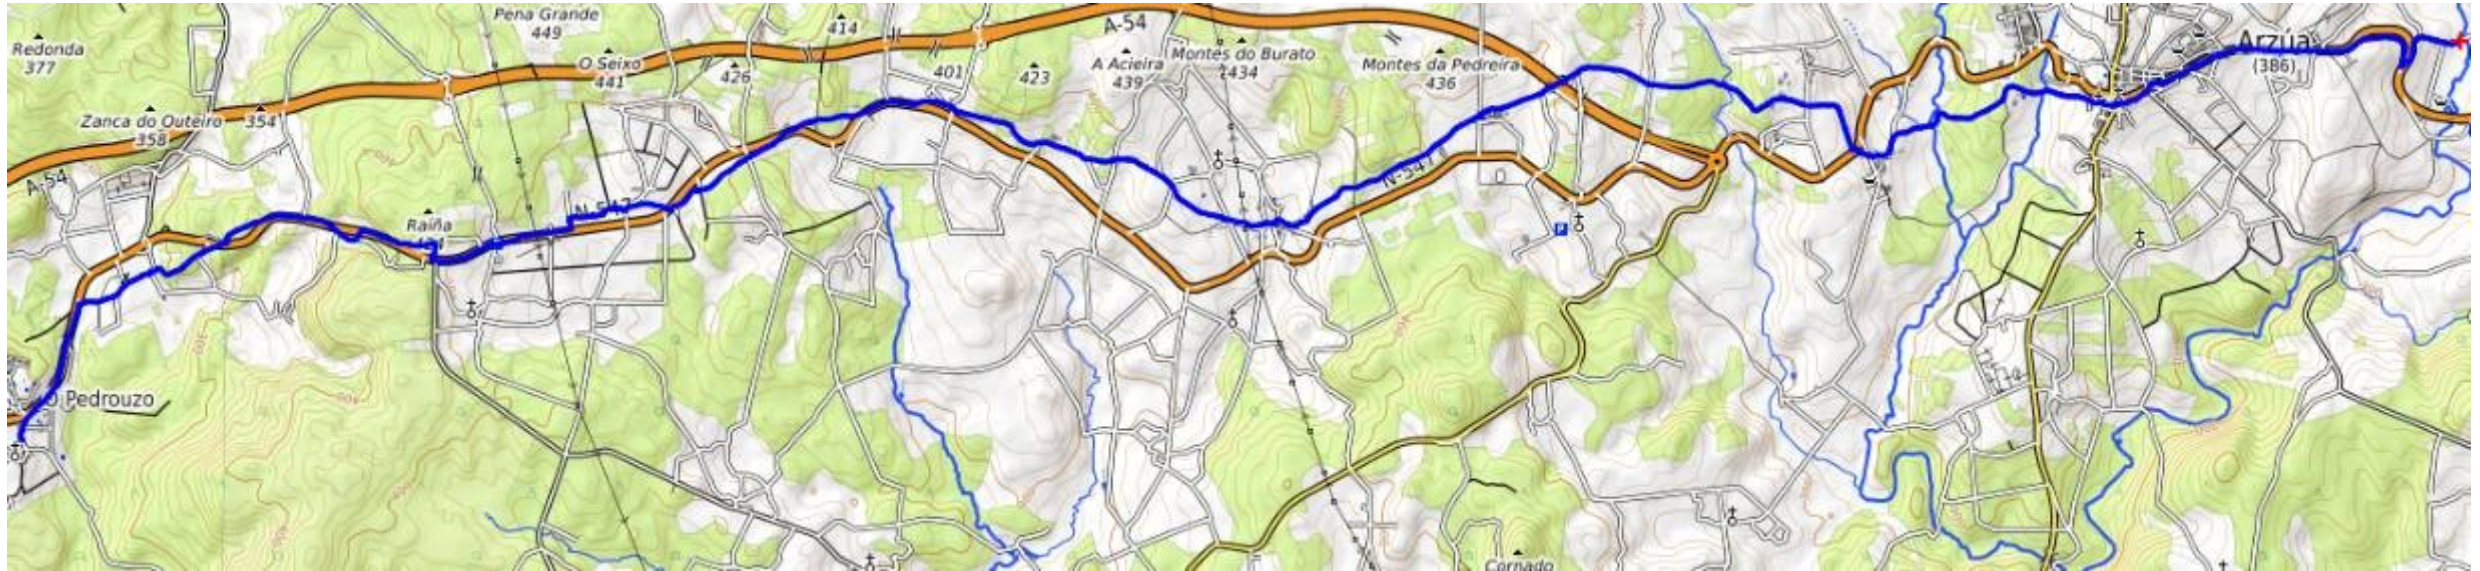 Pena Grande
449
414
A-54
Redonda
377
O Seixo
441
426
401
423
A Acieira
439
Montes do Burato
434
Montes da Pedreira
436
Arzúa
(386)
Zanca do Outeiro
358
354
A-54
N-547
N-547
Raíña
Pedrouzo
Cornado